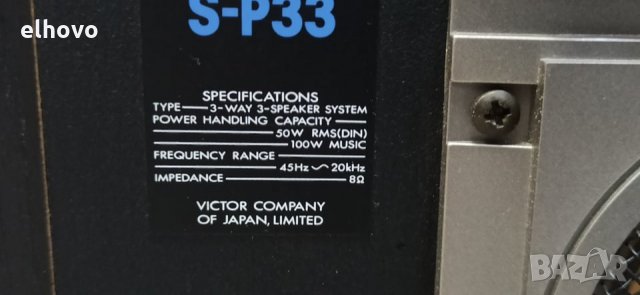 elhovo
S-P33
SPECIFICATIONS
TYPE 3-WAY 3-SPEAKER SYSTEM
POWER HANDLING CAPACITY
50W RMS(DIN)
100W MUSIC
FREQUENCY RANGE
45Hz ~ 20kHz
IMPEDANCE 8Ω
VICTOR COMPANY
OF JAPAN, LIMITED
BAZAR